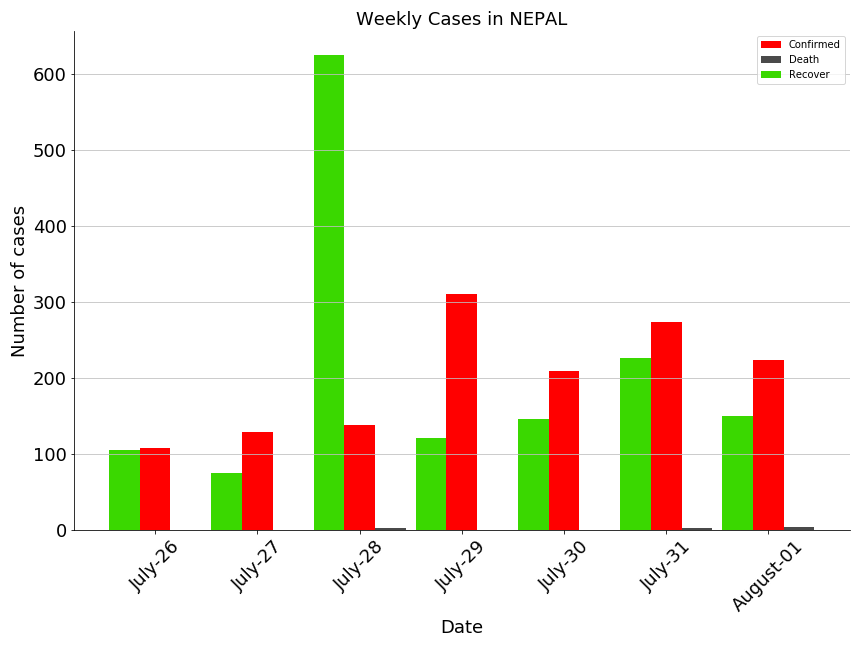 Weekly Cases in NEPAL
Confirmed
Death
Recover
Number of cases
600
500
400
300
200
100
0
July-26
July-27
July-28
July-29
July-30
July-31
August-01
Date